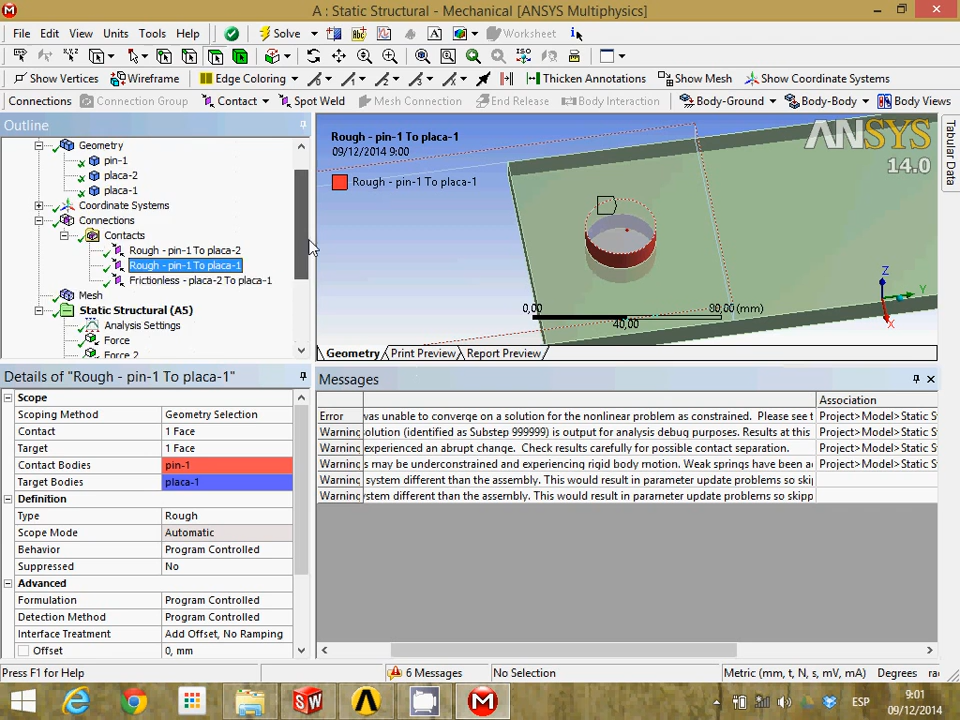 A : Static Structural - Mechanical [ANSYS Multiphysics]
File Edit View Units Tools Help Solve Worksheet
Show Vertices Wireframe Edge Coloring Thicken Annotations Show Mesh Show Coordinate Systems
Connections Connection Group Contact Spot Weld Mesh Connection End Release Body Interaction Body-Ground Body-Body Body Views
Outline
Geometry
pin-1
placa-2
placa-1
Coordinate Systems
Connections
Contacts
Rough - pin-1 To placa-2
Rough - pin-1 To placa-1
Frictionless - placa-2 To placa-1
Mesh
Static Structural (A5)
Analysis Settings
Force
Force 2
Rough - pin-1 To placa-1
09/12/2014 9:00
Rough - pin-1 To placa-1
ANSYS
14.0
Z
Y
X
0,00 80,00 (mm)
40,00
Geometry Print Preview Report Preview
Tabular Data
Details of "Rough - pin-1 To placa-1"
Scope
Scoping Method Geometry Selection
Contact 1 Face
Target 1 Face
Contact Bodies pin-1
Target Bodies placa-1
Definition
Type Rough
Scope Mode Automatic
Behavior Program Controlled
Suppressed No
Advanced
Formulation Program Controlled
Detection Method Program Controlled
Interface Treatment Add Offset, No Ramping
Offset 0, mm
Messages
Association
Error was unable to converge on a solution for the nonlinear problem as constrained. Please see t Project>Model>Static S
Warning olution (identified as Substep 999999) is output for analysis debug purposes. Results at this Project>Model>Static S
Warning experienced an abrupt change. Check results carefully for possible contact separation. Project>Model>Static S
Warning s may be underconstrained and experiencing rigid body motion. Weak springs have been a Project>Model>Static S
Warning system different than the assembly. This would result in parameter update problems so skip
Warning ystem different than the assembly. This would result in parameter update problems so skipp
Press F1 for Help 6 Messages No Selection Metric (mm, t, N, s, mV, mA) Degrees ra
ESP
9:01
09/12/2014